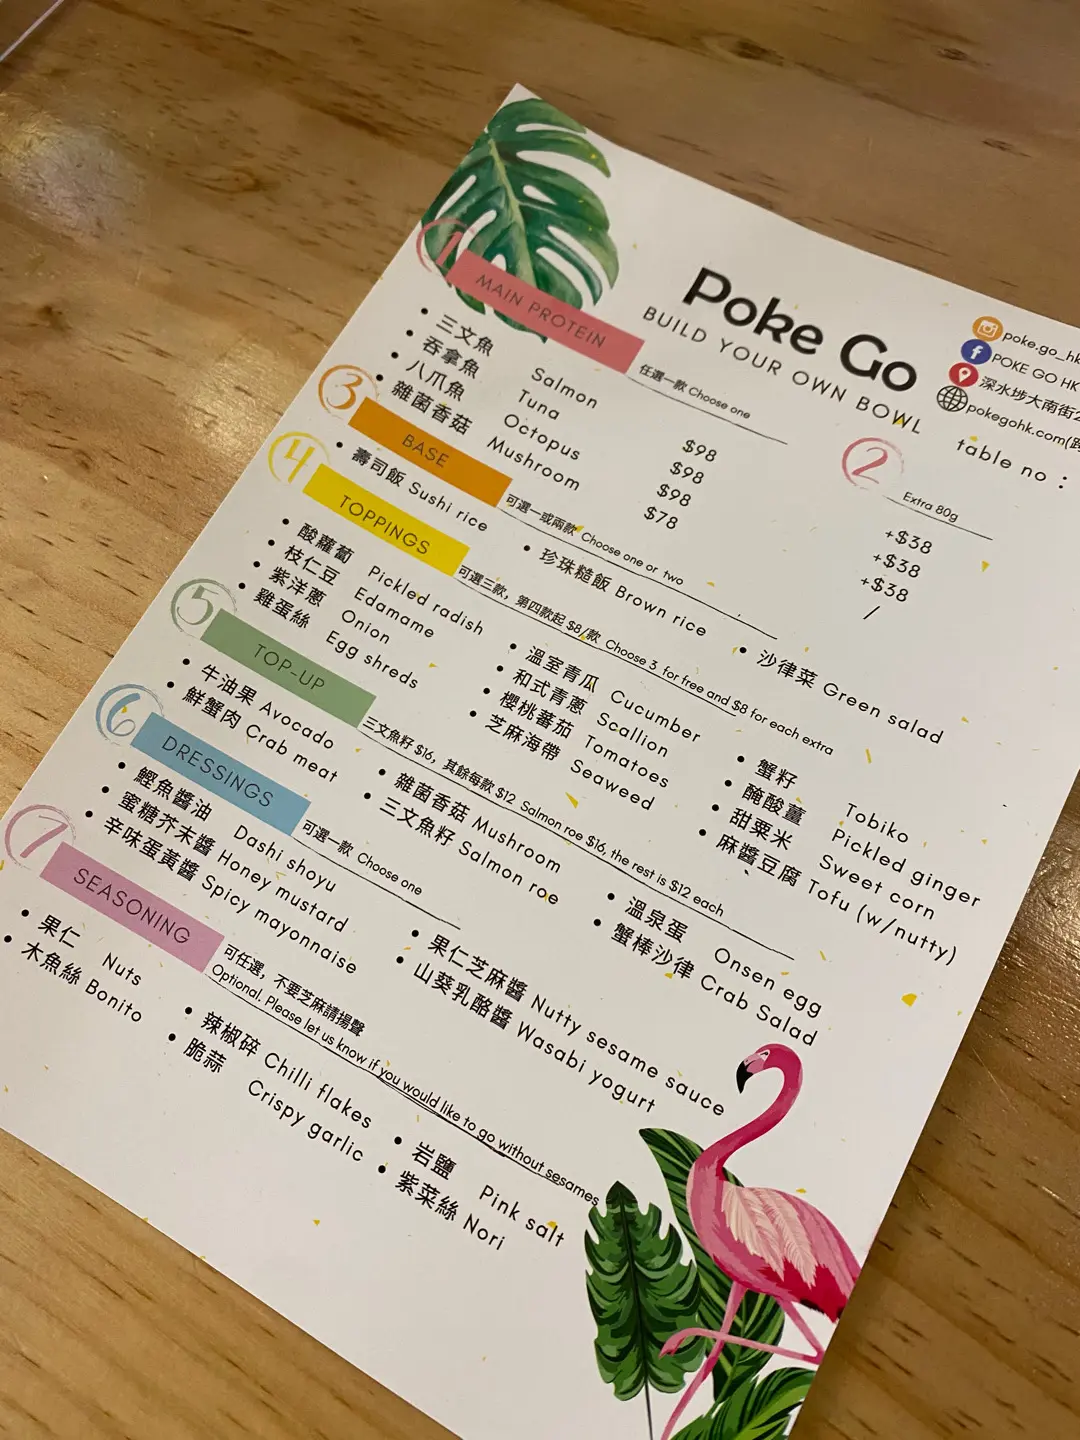 Poke Go
BUILD YOUR OWN BOWL
poke.go_hk
POKE GO HK
深水埗大南街2
pokegohk.com
table no :
1 MAIN PROTEIN 任選一款 Choose one
2 Extra 80g
三文魚 Salmon $98 +$38
吞拿魚 Tuna $98 +$38
八爪魚 Octopus $98 +$38
雜菌香菇 Mushroom $78 /
3 BASE 可選一或兩款 Choose one or two
• 壽司飯 Sushi rice
• 珍珠糙飯 Brown rice
• 沙律菜 Green salad
4 TOPPINGS 可選三款，第四款起 $8/款 Choose 3 for free and $8 for each extra
• 酸蘿蔔 Pickled radish
• 枝仁豆 Edamame
• 紫洋蔥 Onion
• 雞蛋絲 Egg shreds
• 溫室青瓜 Cucumber
• 和式青蔥 Scallion
• 櫻桃蕃茄 Tomatoes
• 芝麻海帶 Seaweed
• 蟹籽 Tobiko
• 醃酸薑 Pickled ginger
• 甜粟米 Sweet corn
• 麻醬豆腐 Tofu (w/nutty)
5 TOP-UP 三文魚籽 $16，其餘每款 $12 Salmon roe $16, the rest is $12 each
• 牛油果 Avocado
• 鮮蟹肉 Crab meat
• 雜菌香菇 Mushroom
• 三文魚籽 Salmon roe
• 溫泉蛋 Onsen egg
• 蟹棒沙律 Crab Salad
6 DRESSINGS 可選一款 Choose one
• 鰹魚醬油 Dashi shoyu
• 蜜糖芥末醬 Honey mustard
• 辛味蛋黃醬 Spicy mayonnaise
• 果仁芝麻醬 Nutty sesame sauce
• 山葵乳酪醬 Wasabi yogurt
7 SEASONING 可任選，不要芝麻請揚聲
Optional. Please let us know if you would like to go without sesames
• 果仁 Nuts
• 木魚絲 Bonito
• 辣椒碎 Chilli flakes
• 脆蒜 Crispy garlic
• 岩鹽 Pink salt
• 紫菜絲 Nori